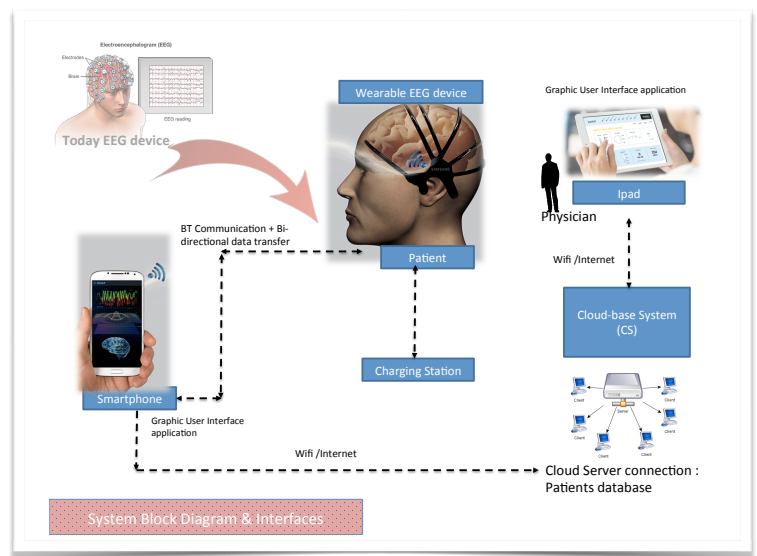 Electroencephalogram (EEG)
Electrodes
Brain
EEG reading
Today EEG device
Wearable EEG device
SAMSUNG
Patient
Graphic User Interface application
Ipad
Physician
Wifi /Internet
Cloud-base System
(CS)
BT Communication + Bi-
directional data transfer
Charging Station
Smartphone
Graphic User Interface
application
Wifi /Internet
Client
Client
Server
Client
Client
Client
Client
Cloud Server connection :
Patients database
System Block Diagram & Interfaces